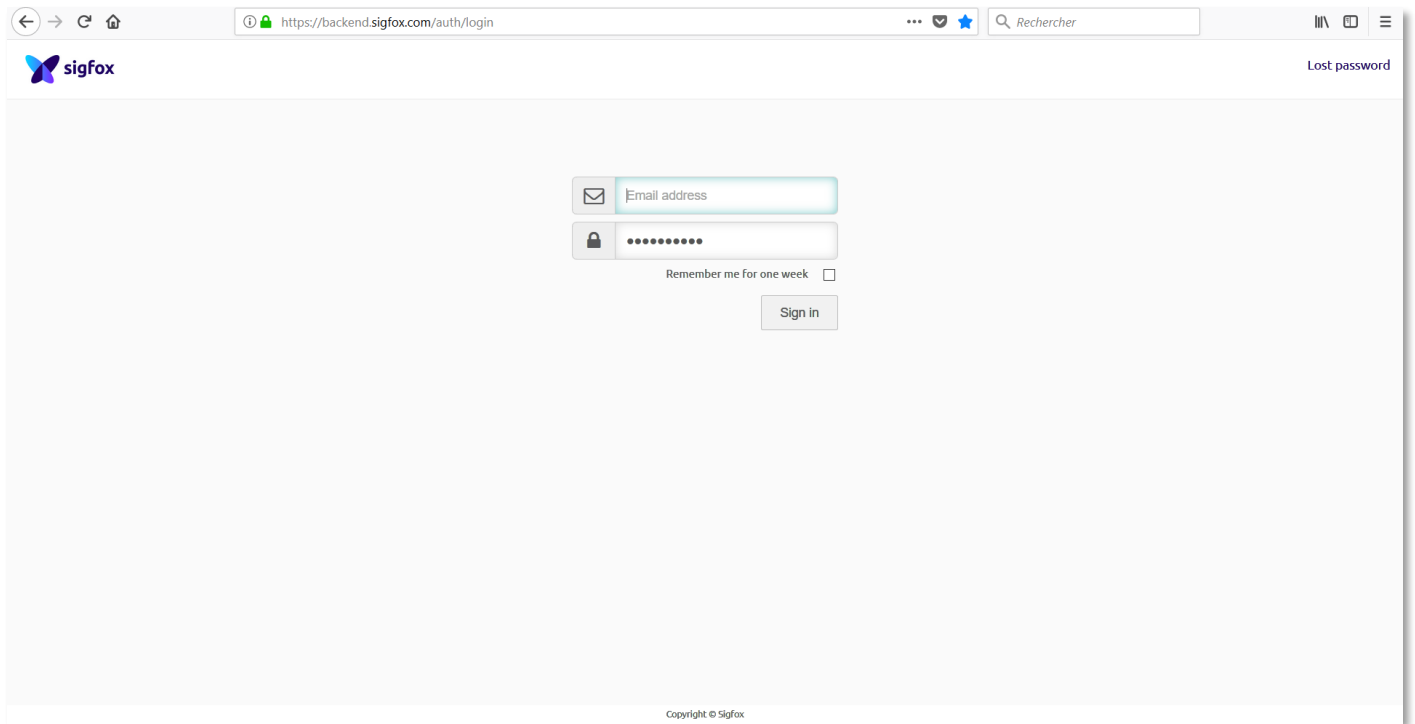 https://backend.sigfox.com/auth/login
Rechercher
sigfox
Lost password
Email address
••••••••••
Remember me for one week
Sign in
Copyright © Sigfox